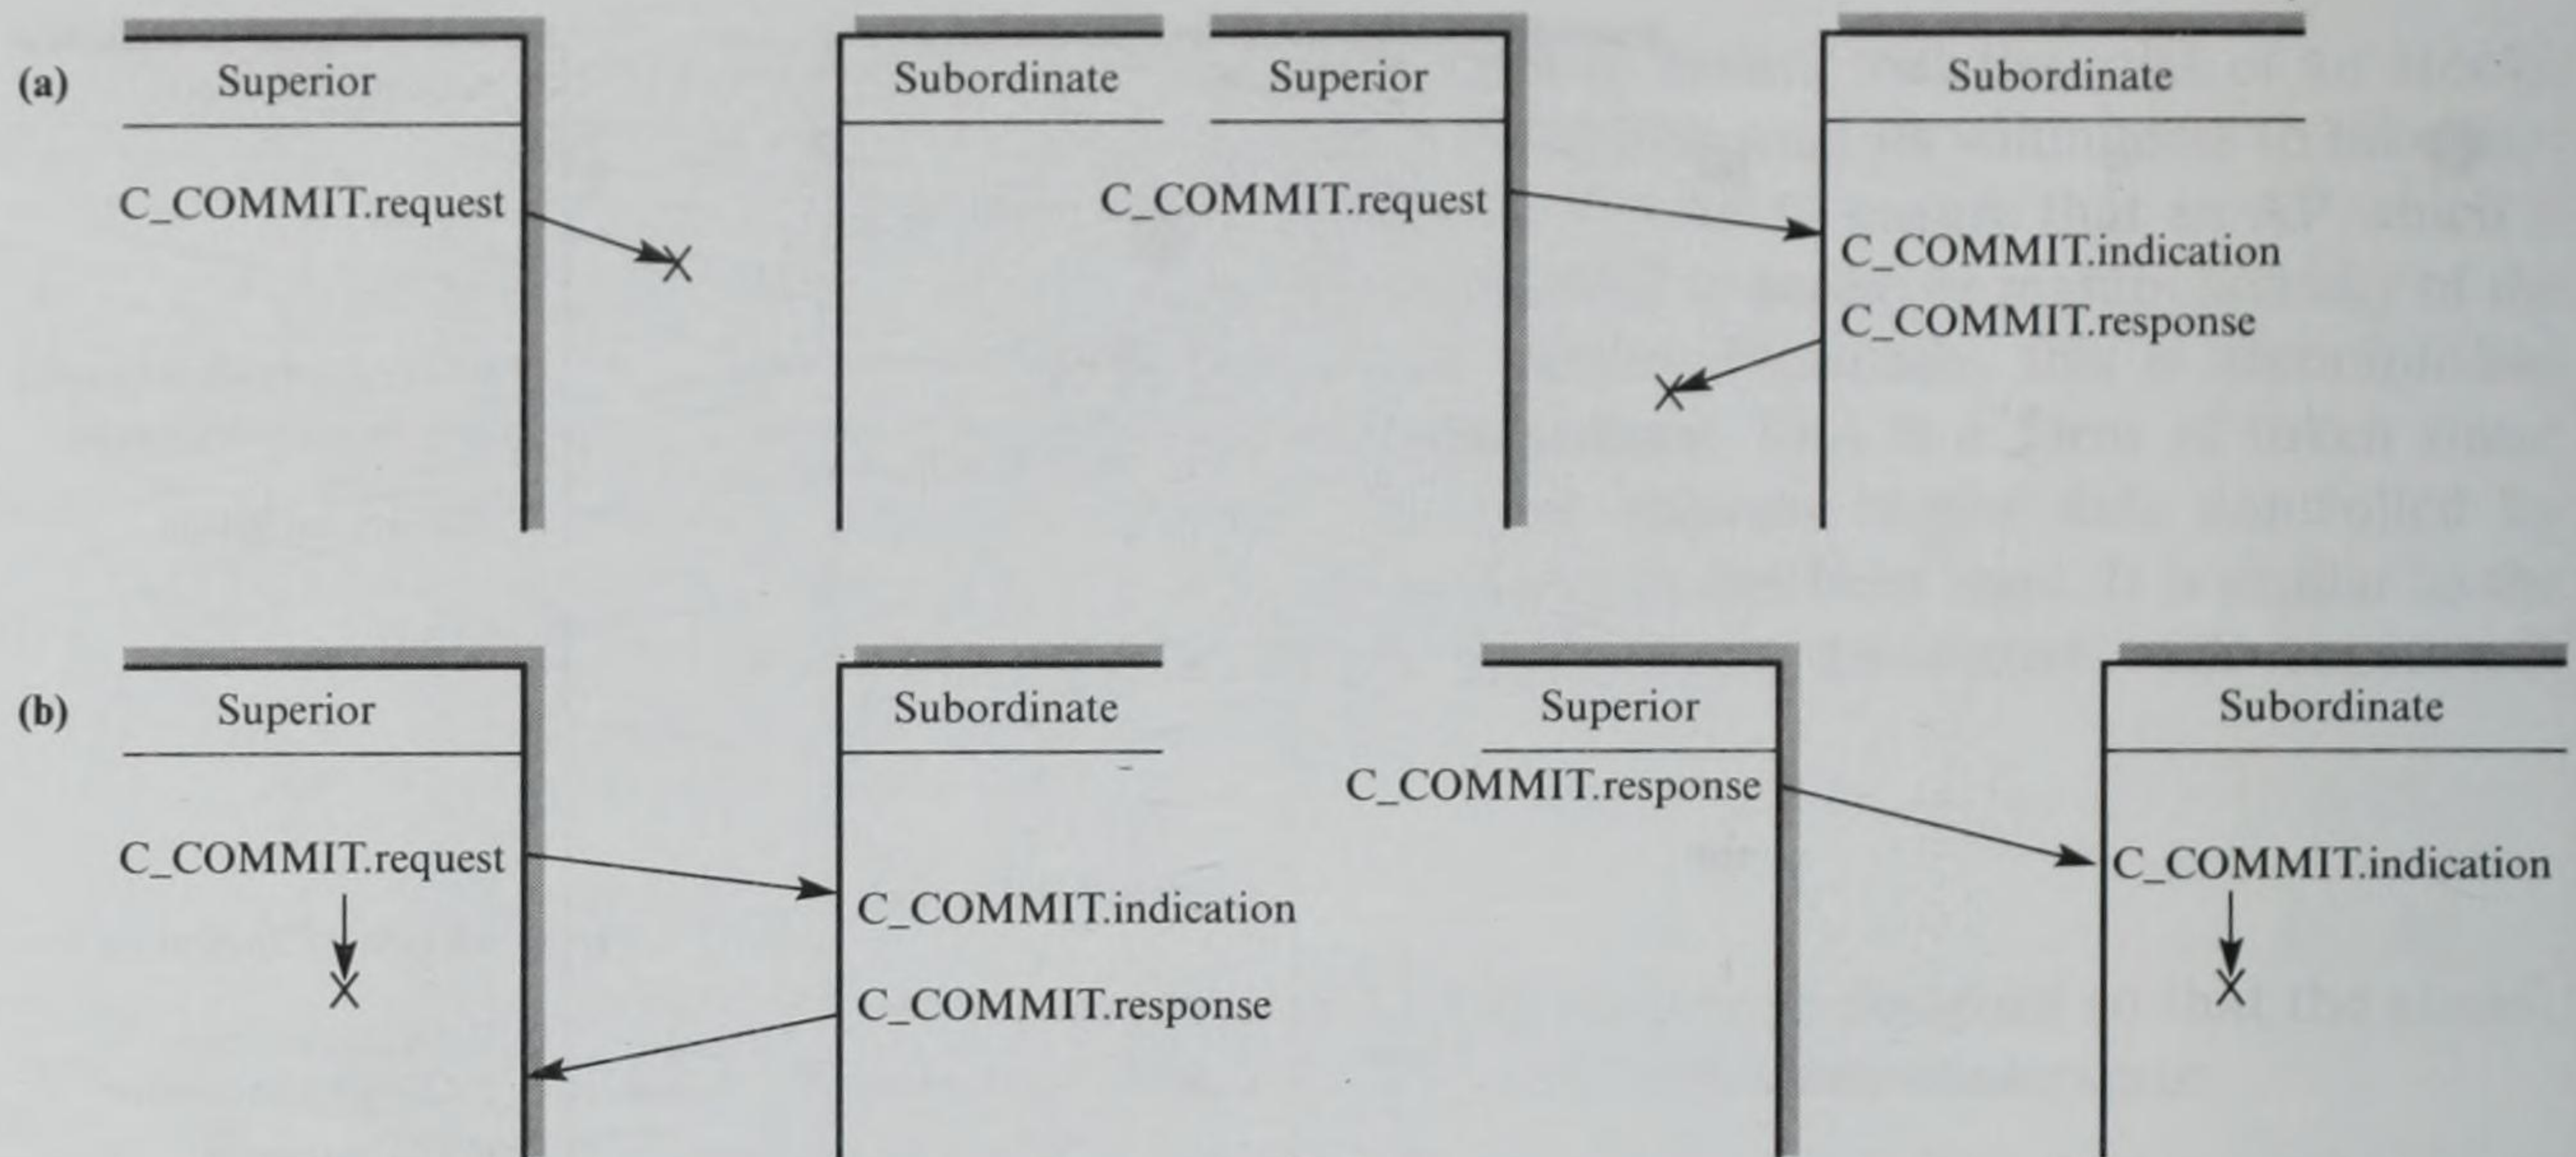 (a) Superior Subordinate Superior Subordinate
C_COMMIT.request C_COMMIT.request
C_COMMIT.indication
C_COMMIT.response
(b) Superior Subordinate Superior Subordinate
C_COMMIT.response
C_COMMIT.request C_COMMIT.indication
C_COMMIT.indication
C_COMMIT.response